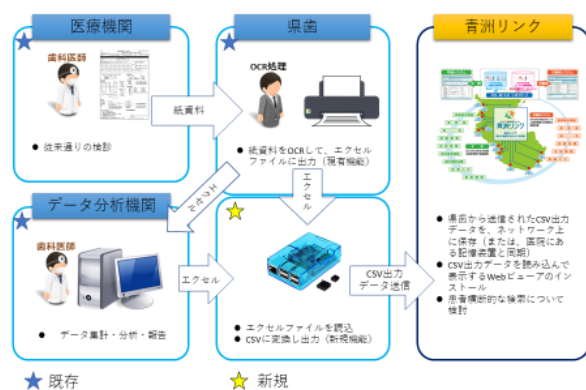 医療機関
歯科医師
従来通りの検診
紙資料
県歯
OCR処理
紙資料をOCRして、エクセル
ファイルに出力（現有機能）
エクセル
エクセル
データ分析機関
歯科医師
データ集計・分析・報告
エクセル
エクセルファイルを読込
CSVに変換し出力（新規機能）
CSV出力
データ送信
青洲リンク
青洲リンク
県歯から送信されたCSV出力
データを、ネットワーク上
に保存（または、医院にあ
る記憶装置と同期）
CSV出力データを読み込んで
表示するWebビューアのイン
ストール
患者横断的な検索について
検討
既存
新規